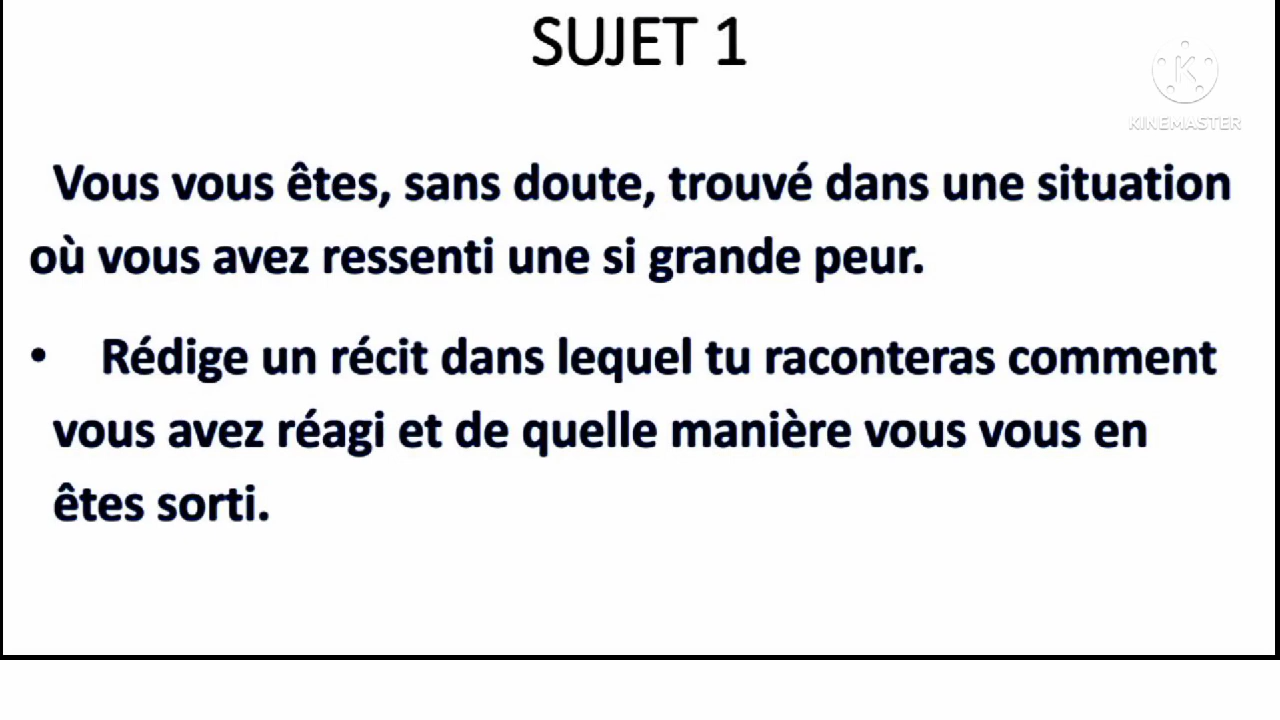 SUJET 1
KINEMASTER
Vous vous êtes, sans doute, trouvé dans une situation
où vous avez ressenti une si grande peur.
• Rédige un récit dans lequel tu raconteras comment
vous avez réagi et de quelle manière vous vous en
êtes sorti.